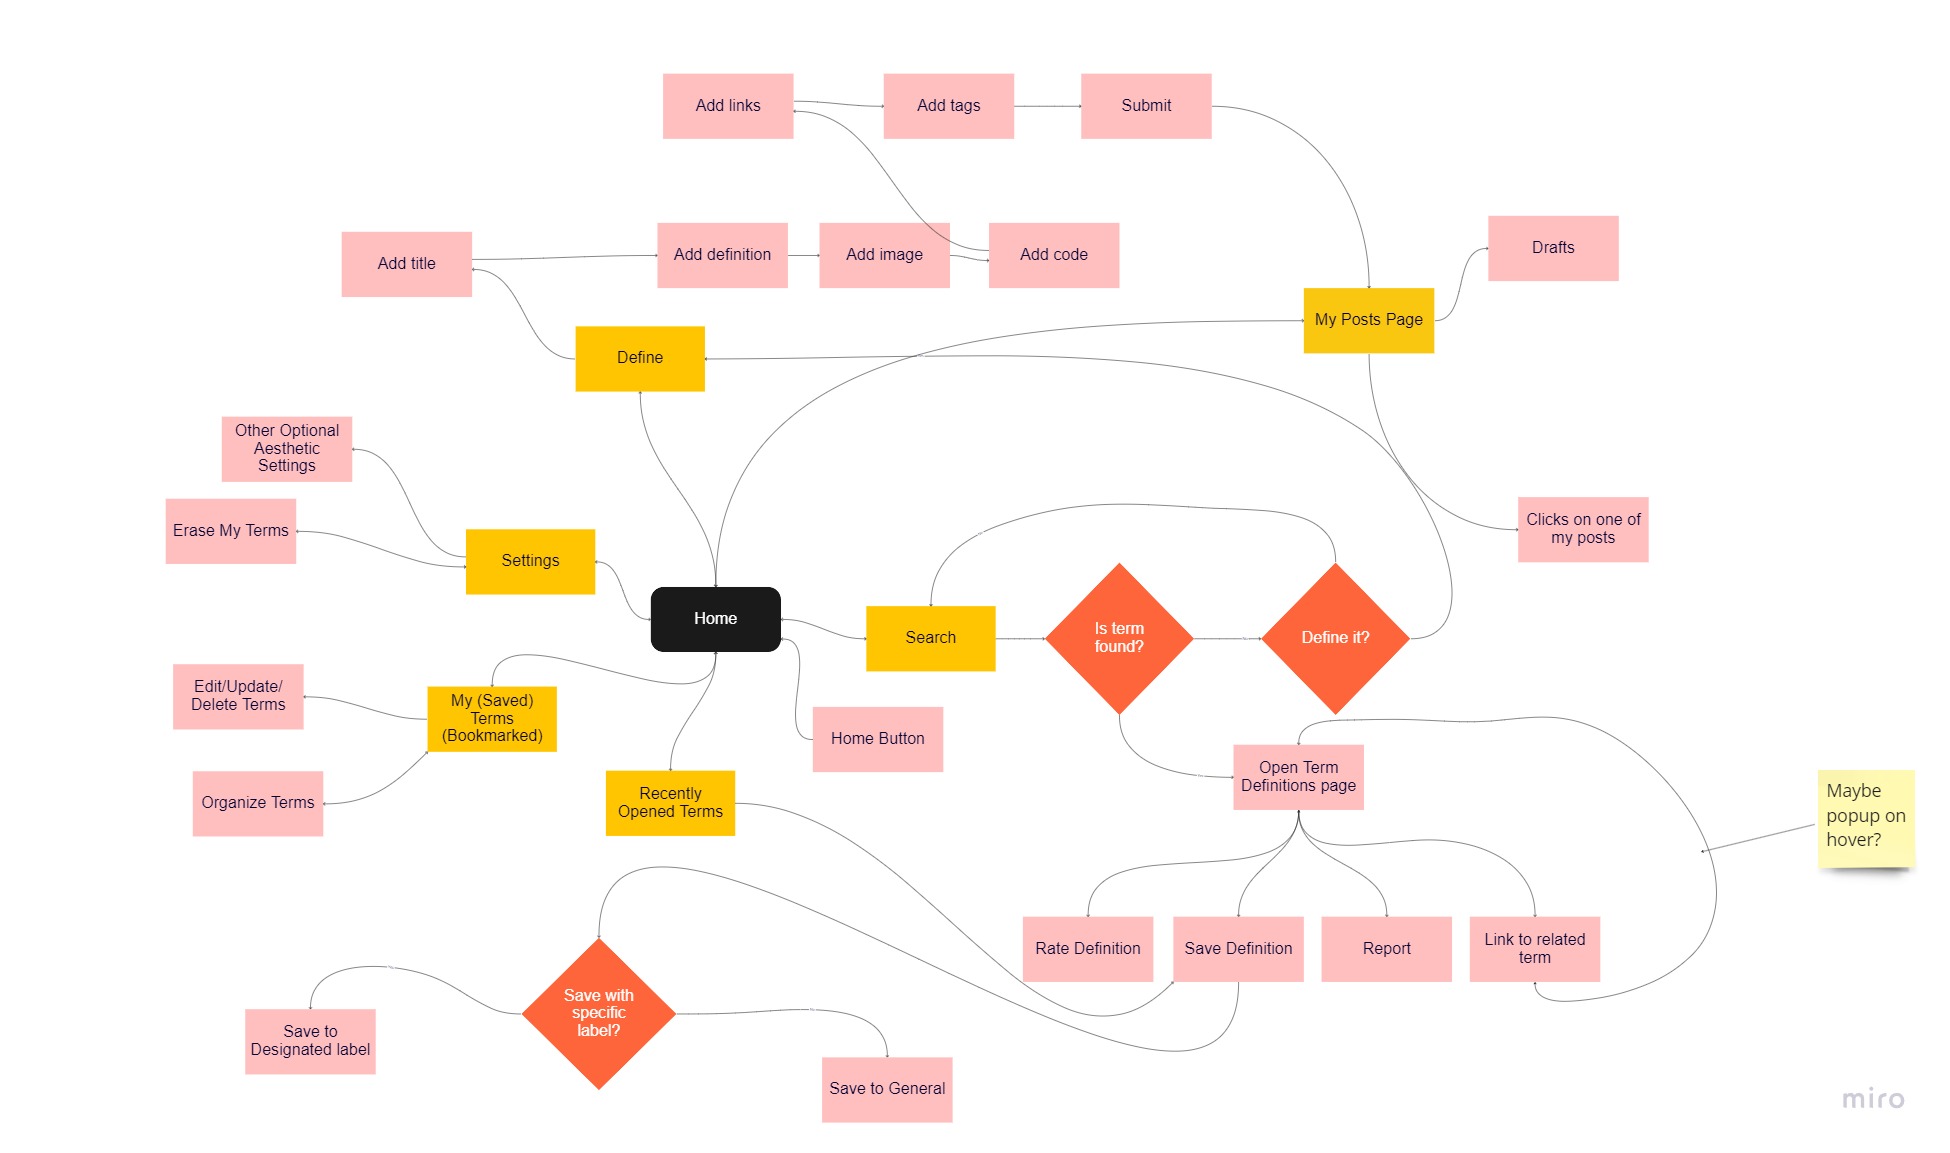 Add links
Add tags
Submit
Add title
Add definition
Add image
Add code
Drafts
My Posts Page
Define
Other Optional
Aesthetic
Settings
Erase My Terms
Settings
Clicks on one of
my posts
Home
Search
Is term
found?
Define it?
Edit/Update/
Delete Terms
My (Saved)
Terms
(Bookmarked)
Home Button
Organize Terms
Recently
Opened Terms
Open Term
Definitions page
Maybe
popup on
hover?
Rate Definition
Save Definition
Report
Link to related
term
Save with
specific
label?
Save to
Designated label
Save to General
miro